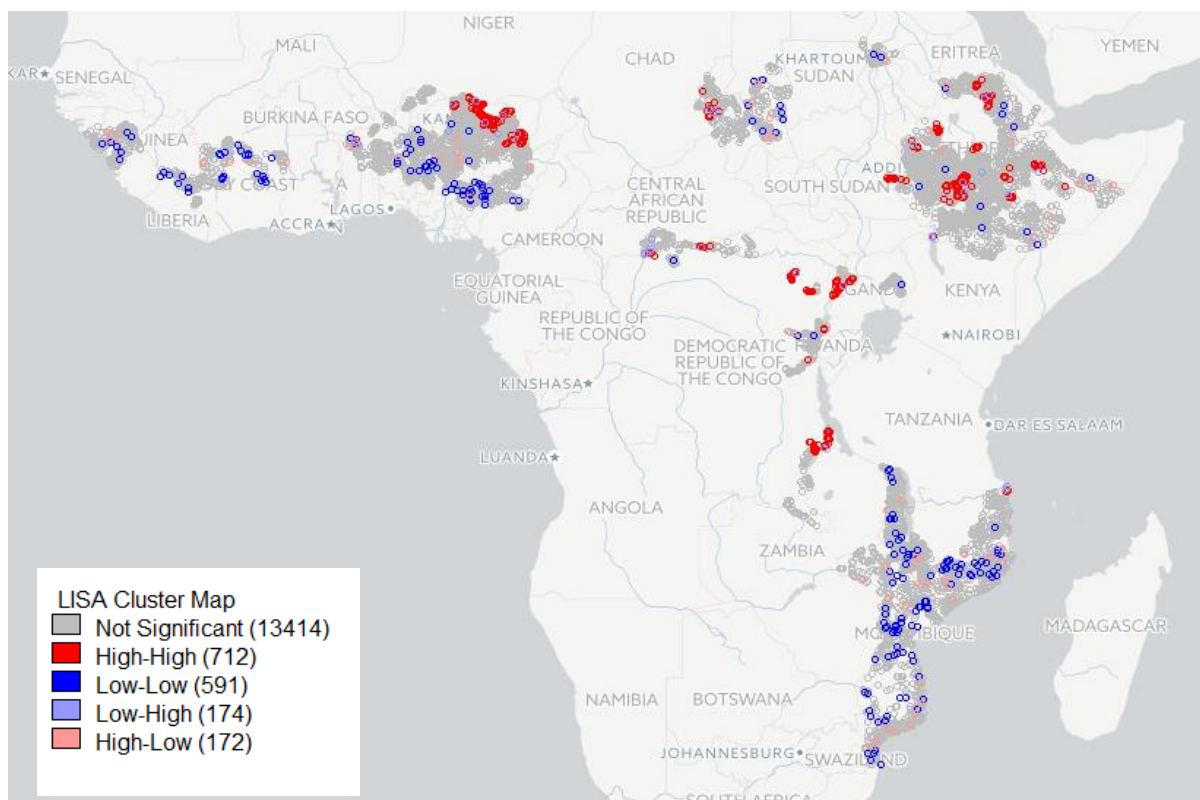 NIGER
MALI
CHAD
KHARTOUM
SUDAN
ERITREA
YEMEN
SENEGAL
BURKINA FASO
ADD
SOUTH SUDAN
CENTRAL
AFRICAN
REPUBLIC
LIBERIA
ACCRA
LAGOS
CAMEROON
EQUATORIAL
GUINEA
REPUBLIC OF
THE CONGO
KENYA
NAIROBI
DEMOCRATIC
REPUBLIC OF
THE CONGO
KINSHASA
TANZANIA
DAR ES SALAAM
LUANDA
ANGOLA
ZAMBIA
MADAGASCAR
NAMIBIA
BOTSWANA
JOHANNESBURG
LISA Cluster Map
Not Significant (13414)
High-High (712)
Low-Low (591)
Low-High (174)
High-Low (172)